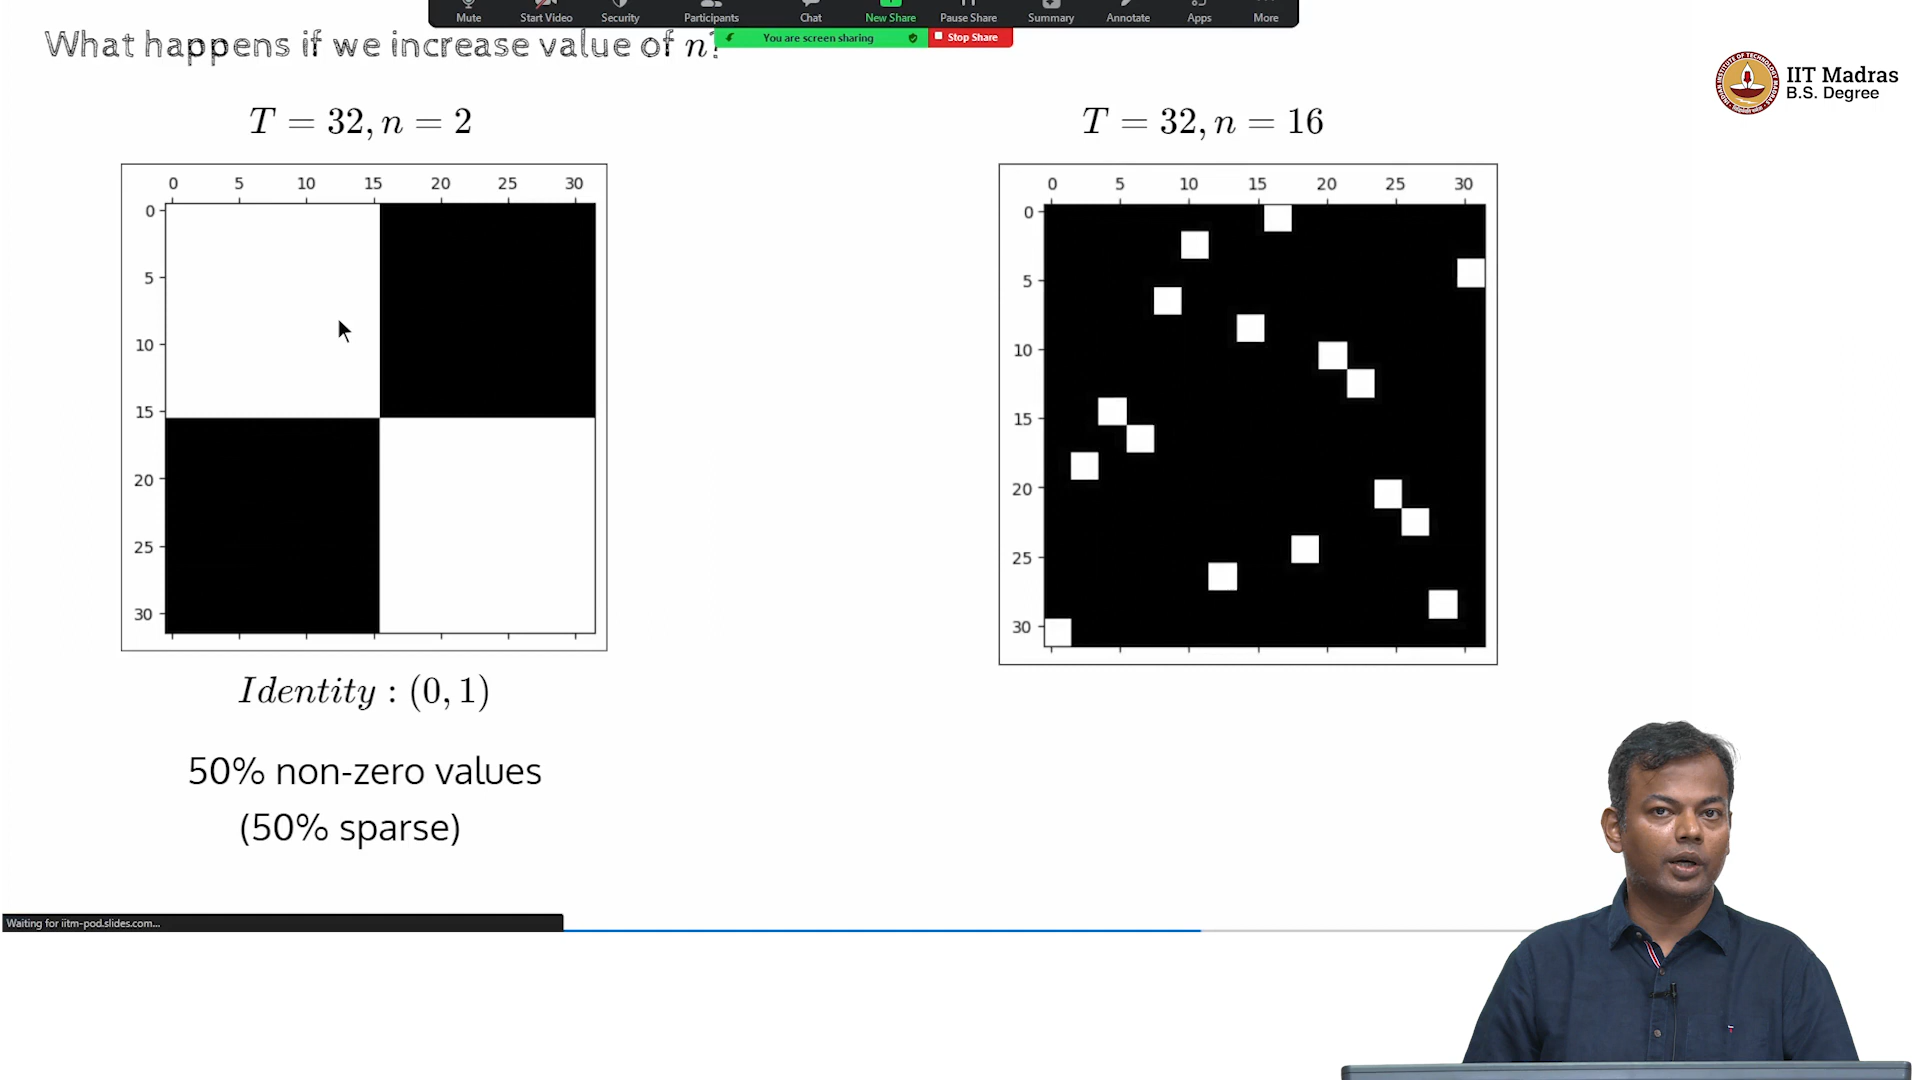 Mute Start Video Security Participants Chat New Share Pause Share Summary Annotate Apps More
You are screen sharing Stop Share
What happens if we increase value of n?
IIT Madras
B.S. Degree
T = 32, n = 2
0 5 10 15 20 25 30
0
5
10
15
20
25
30
Identity : (0, 1)
50% non-zero values
(50% sparse)
T = 32, n = 16
0 5 10 15 20 25 30
0
5
10
15
20
25
30
Waiting for iitm-pod.slides.com...